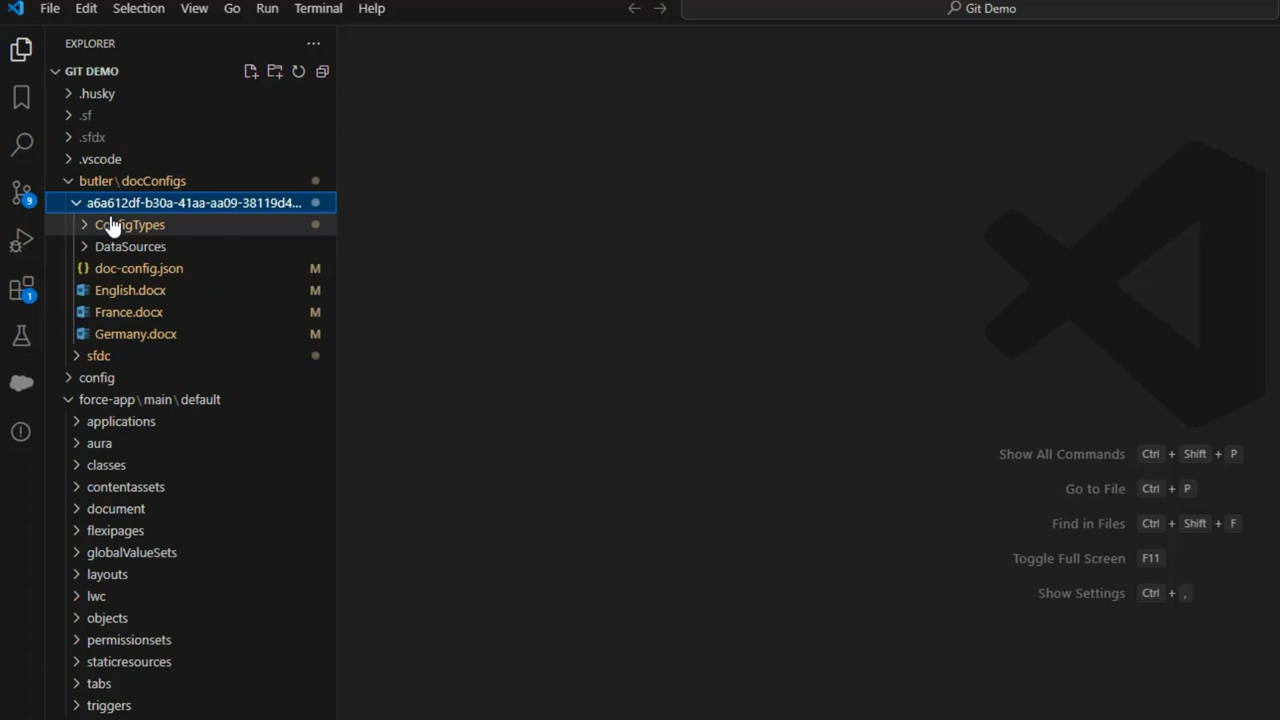 File Edit Selection View Go Run Terminal Help Git Demo
EXPLORER
GIT DEMO
.husky
.sf
.sfdx
.vscode
butler\docConfigs
a6a612df-b30a-41aa-aa09-38119d4...
9
ConfigTypes
DataSources
doc-config.json M
1
English.docx M
France.docx M
Germany.docx M
sfdc
config
force-app\main\default
applications
aura
classes
contentassets
document
flexipages
globalValueSets
layouts
lwc
objects
permissionsets
staticresources
tabs
triggers
Show All Commands Ctrl + Shift + P
Go to File Ctrl + P
Find in Files Ctrl + Shift + F
Toggle Full Screen F11
Show Settings Ctrl + ,